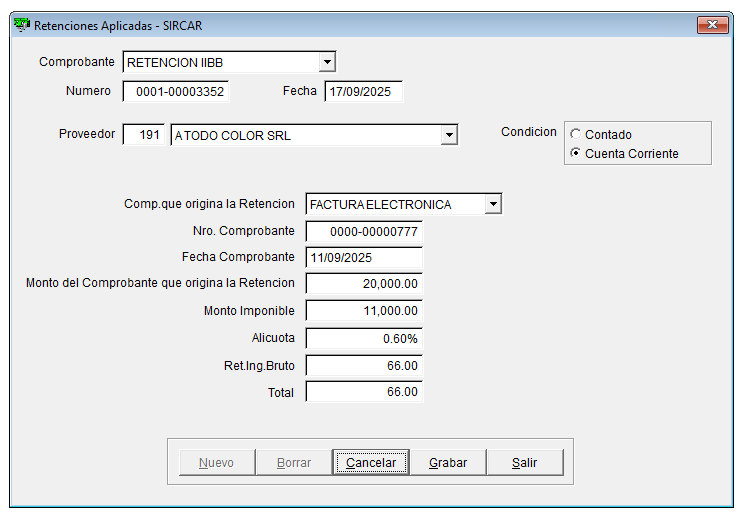 Retenciones Aplicadas - SIRCAR
Comprobante RETENCION IIBB
Numero 0001-00003352 Fecha 17/09/2025
Proveedor 191 A TODO COLOR SRL Condicion
Contado
Cuenta Corriente
Comp.que origina la Retencion FACTURA ELECTRONICA
Nro. Comprobante 0000-00000777
Fecha Comprobante 11/09/2025
Monto del Comprobante que origina la Retencion 20,000.00
Monto Imponible 11,000.00
Alicuota 0.60%
Ret.Ing.Bruto 66.00
Total 66.00
Nuevo Borrar Cancelar Grabar Salir